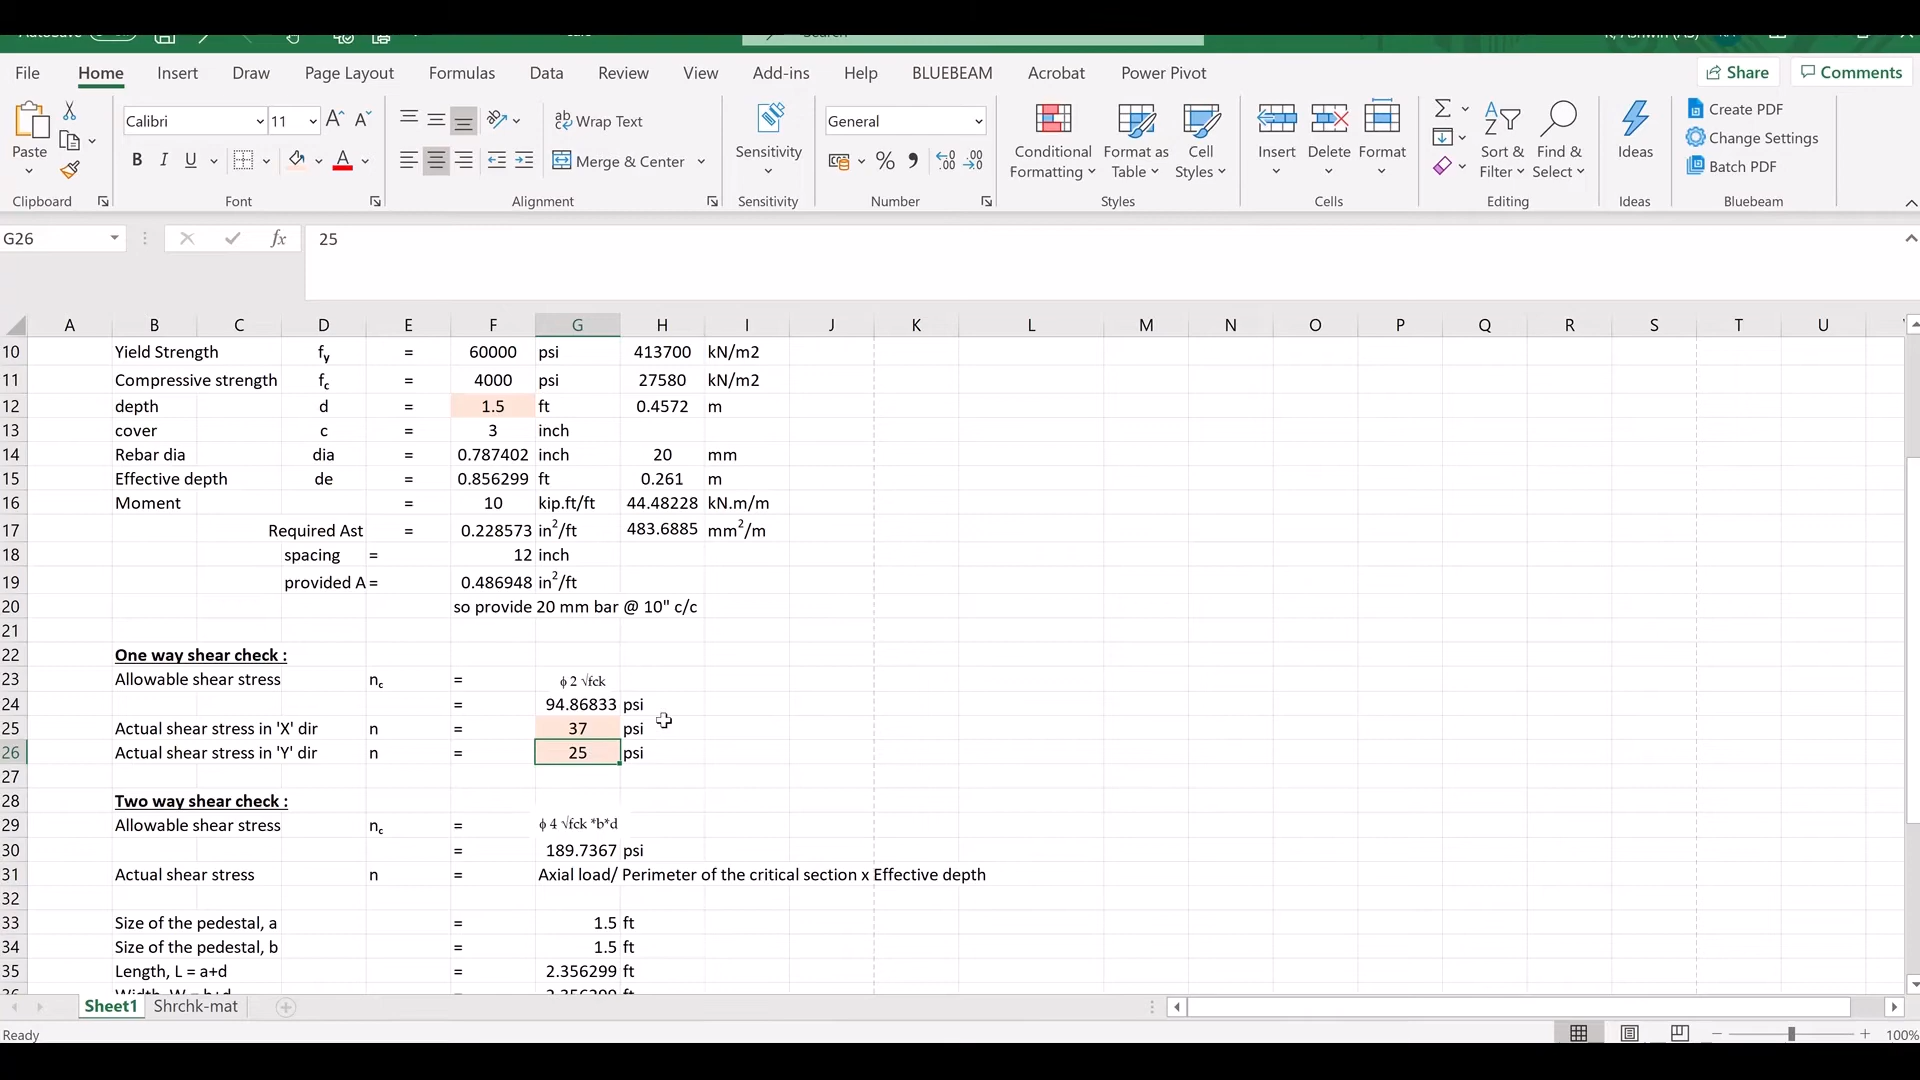 File Home Insert Draw Page Layout Formulas Data Review View Add-ins Help BLUEBEAM Acrobat Power Pivot Share Comments
Paste
Clipboard
Calibri 11
B I U
Font
Wrap Text
Merge & Center
Alignment
Sensitivity
Sensitivity
General
Number
Conditional Formatting
Format as Table
Cell Styles
Styles
Insert Delete Format
Cells
Sort & Filter
Find & Select
Editing
Ideas
Ideas
Create PDF
Change Settings
Batch PDF
Bluebeam
G26 fx 25
A B C D E F G H I J K L M N O P Q R S T U
10 Yield Strength fy = 60000 psi 413700 kN/m2
11 Compressive strength fc = 4000 psi 27580 kN/m2
12 depth d = 1.5 ft 0.4572 m
13 cover c = 3 inch
14 Rebar dia dia = 0.787402 inch 20 mm
15 Effective depth de = 0.856299 ft 0.261 m
16 Moment = 10 kip.ft/ft 44.48228 kN.m/m
17 Required Ast = 0.228573 in²/ft 483.6885 mm²/m
18 spacing = 12 inch
19 provided A = 0.486948 in²/ft
20 so provide 20 mm bar @ 10" c/c
21
22 One way shear check :
23 Allowable shear stress nc = ϕ 2 √fck
24 = 94.86833 psi
25 Actual shear stress in 'X' dir n = 37 psi
26 Actual shear stress in 'Y' dir n = 25 psi
27
28 Two way shear check :
29 Allowable shear stress nc = ϕ 4 √fck *b*d
30 = 189.7367 psi
31 Actual shear stress n = Axial load/ Perimeter of the critical section x Effective depth
32
33 Size of the pedestal, a = 1.5 ft
34 Size of the pedestal, b = 1.5 ft
35 Length, L = a+d = 2.356299 ft
Sheet1 Shrchk-mat
Ready 100%